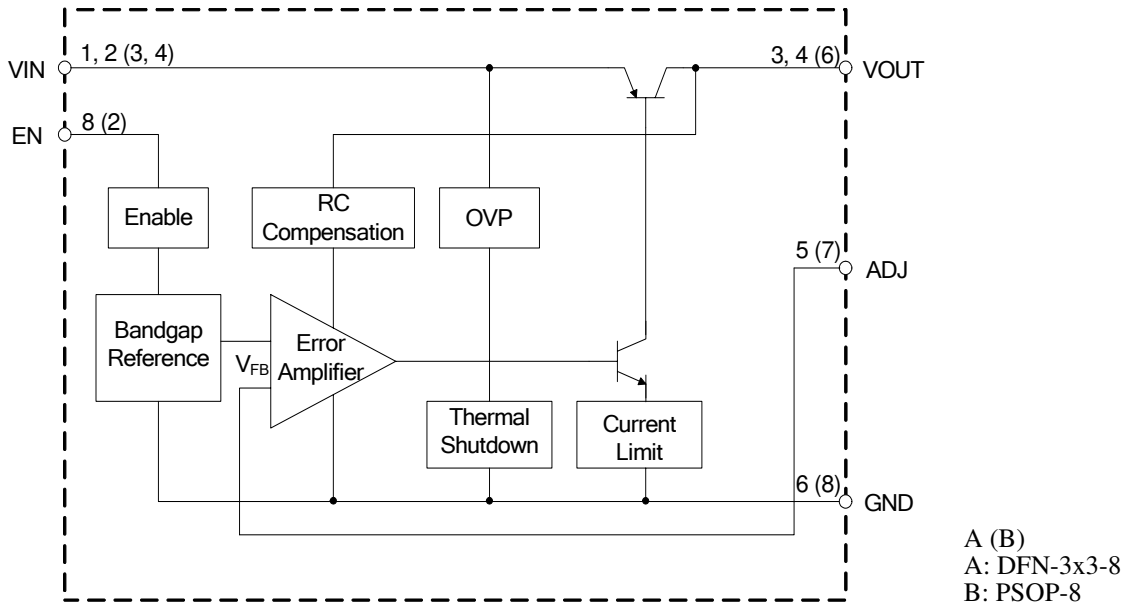 VIN
1, 2 (3, 4)
3, 4 (6)
VOUT
EN
8 (2)
Enable
RC
Compensation
OVP
5 (7)
ADJ
Bandgap
Reference
VFB
Error
Amplifier
Thermal
Shutdown
Current
Limit
6 (8)
GND
A (B)
A: DFN-3x3-8
B: PSOP-8